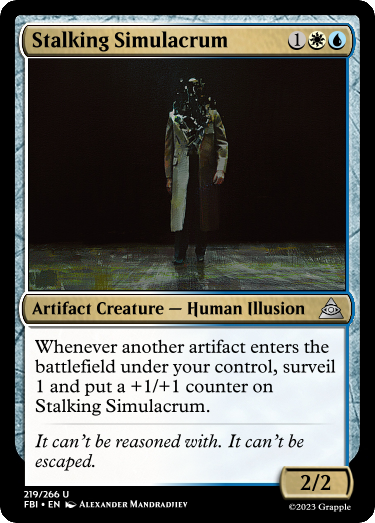 Stalking Simulacrum 1
Artifact Creature — Human Illusion
Whenever another artifact enters the
battlefield under your control, surveil
1 and put a +1/+1 counter on
Stalking Simulacrum.
It can't be reasoned with. It can't be
escaped.
2/2
219/266 U
FBI • EN Alexander Mandradjiev
©2023 Grapple